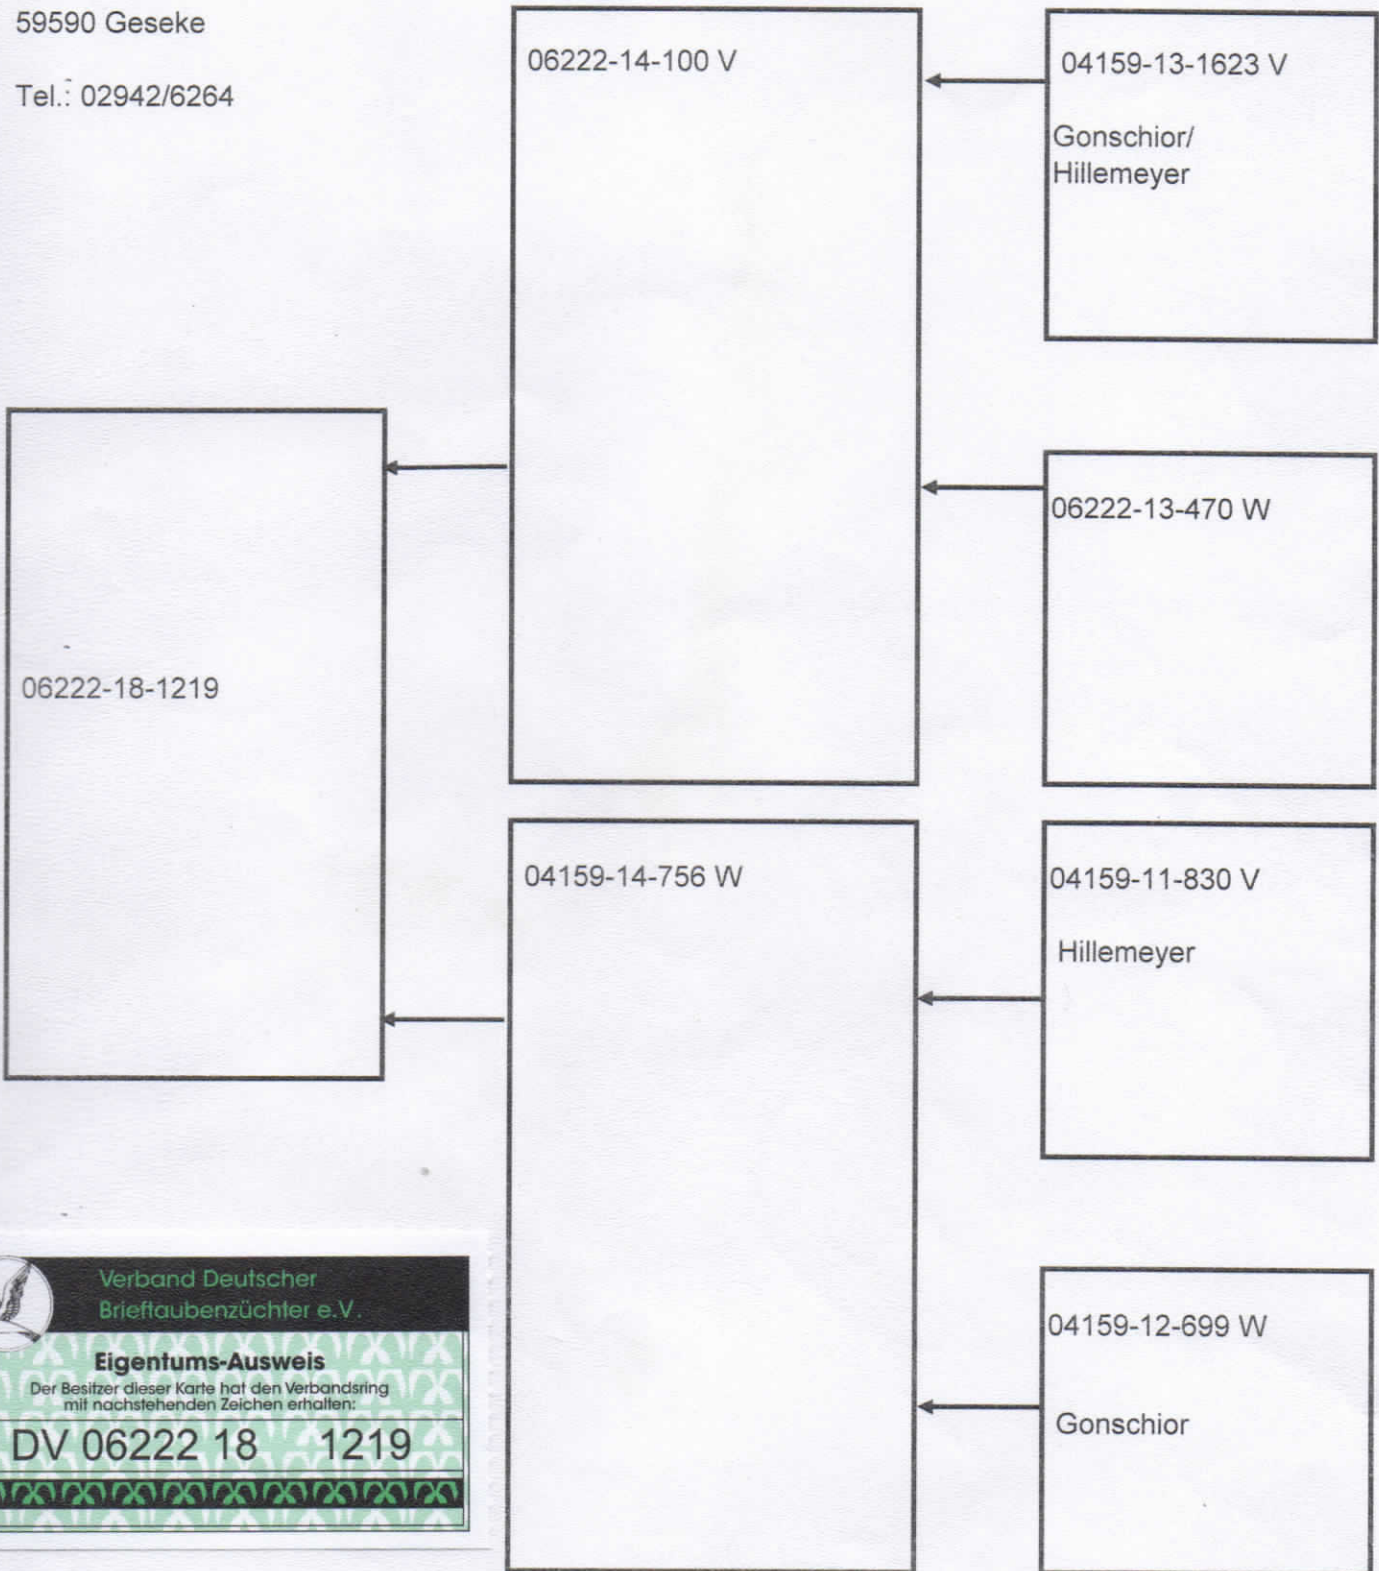 59590 Geseke
Tel.: 02942/6264
06222-14-100 V
04159-13-1623 V
Gonschior/
Hillemeyer
06222-13-470 W
06222-18-1219
04159-14-756 W
04159-11-830 V
Hillemeyer
04159-12-699 W
Gonschior
Verband Deutscher
Brieftaubenzüchter e.V.
Eigentums-Ausweis
Der Besitzer dieser Karte hat den Verbandsring
mit nachstehenden Zeichen erhalten:
DV 06222 18 1219